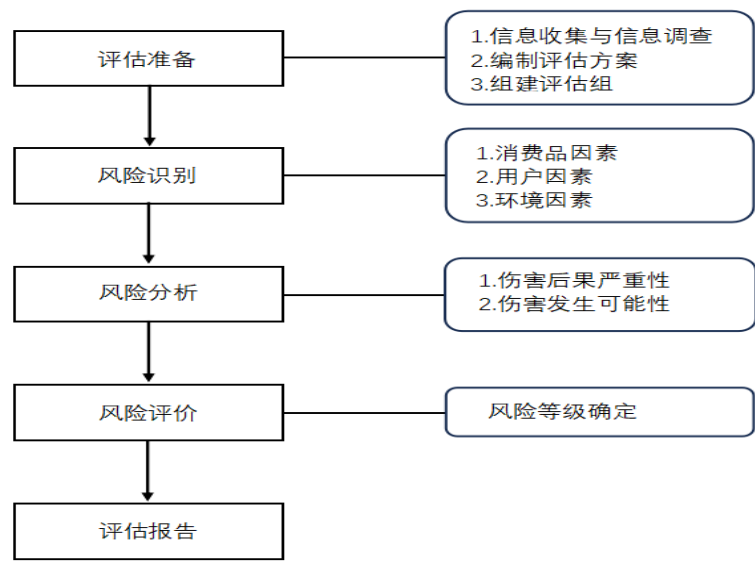 评估准备
1.信息收集与信息调查
2.编制评估方案
3.组建评估组
风险识别
1.消费品因素
2.用户因素
3.环境因素
风险分析
1.伤害后果严重性
2.伤害发生可能性
风险评价
风险等级确定
评估报告